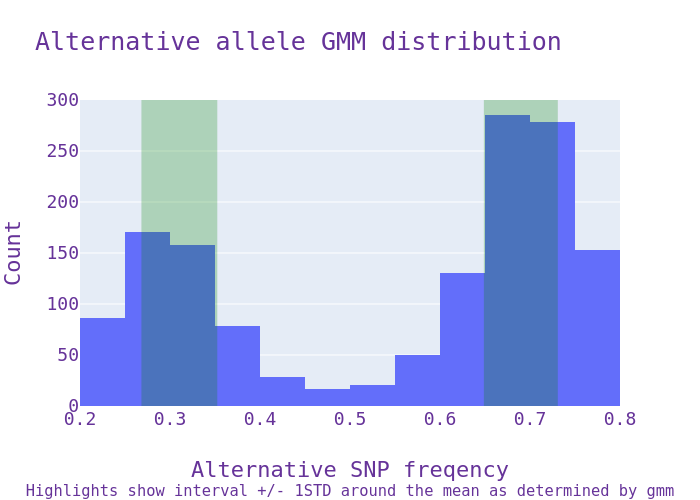 Alternative allele GMM distribution
300
250
200
150
100
50
0
Count
0.2 0.3 0.4 0.5 0.6 0.7 0.8
Alternative SNP freqency
Highlights show interval +/- 1STD around the mean as determined by gmm